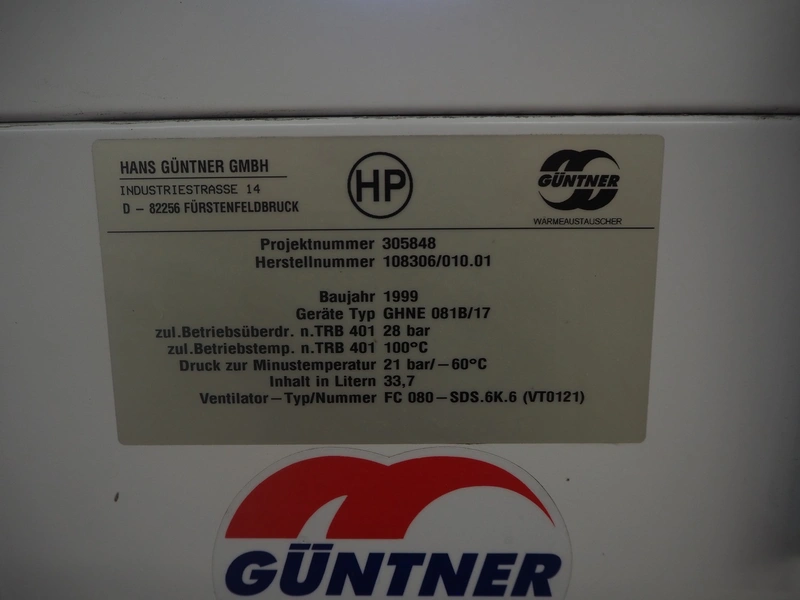 HANS GÜNTNER GMBH
INDUSTRIESTRASSE 14
D – 82256 FÜRSTENFELDBRUCK
HP
GÜNTNER
WÄRMEAUSTAUSCHER
Projektnummer 305848
Herstellnummer 108306/010.01
Baujahr 1999
Geräte Typ GHNE 081B/17
zul.Betriebsüberdr. n.TRB 401 28 bar
zul.Betriebstemp. n.TRB 401 100°C
Druck zur Minustemperatur 21 bar/–60°C
Inhalt in Litern 33,7
Ventilator–Typ/Nummer FC 080–SDS.6K.6 (VT0121)
GÜNTNER